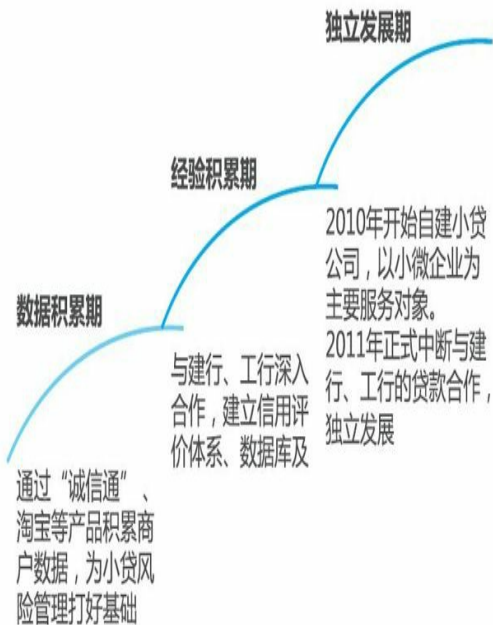 独立发展期
经验积累期
2010年开始自建小贷
公司，以小微企业为
主要服务对象。
2011年正式中断与建
行、工行的贷款合作，
独立发展
数据积累期
与建行、工行深入
合作，建立信用评
价体系、数据库及
通过“诚信通”、
淘宝等产品积累商
户数据，为小贷风
险管理打好基础